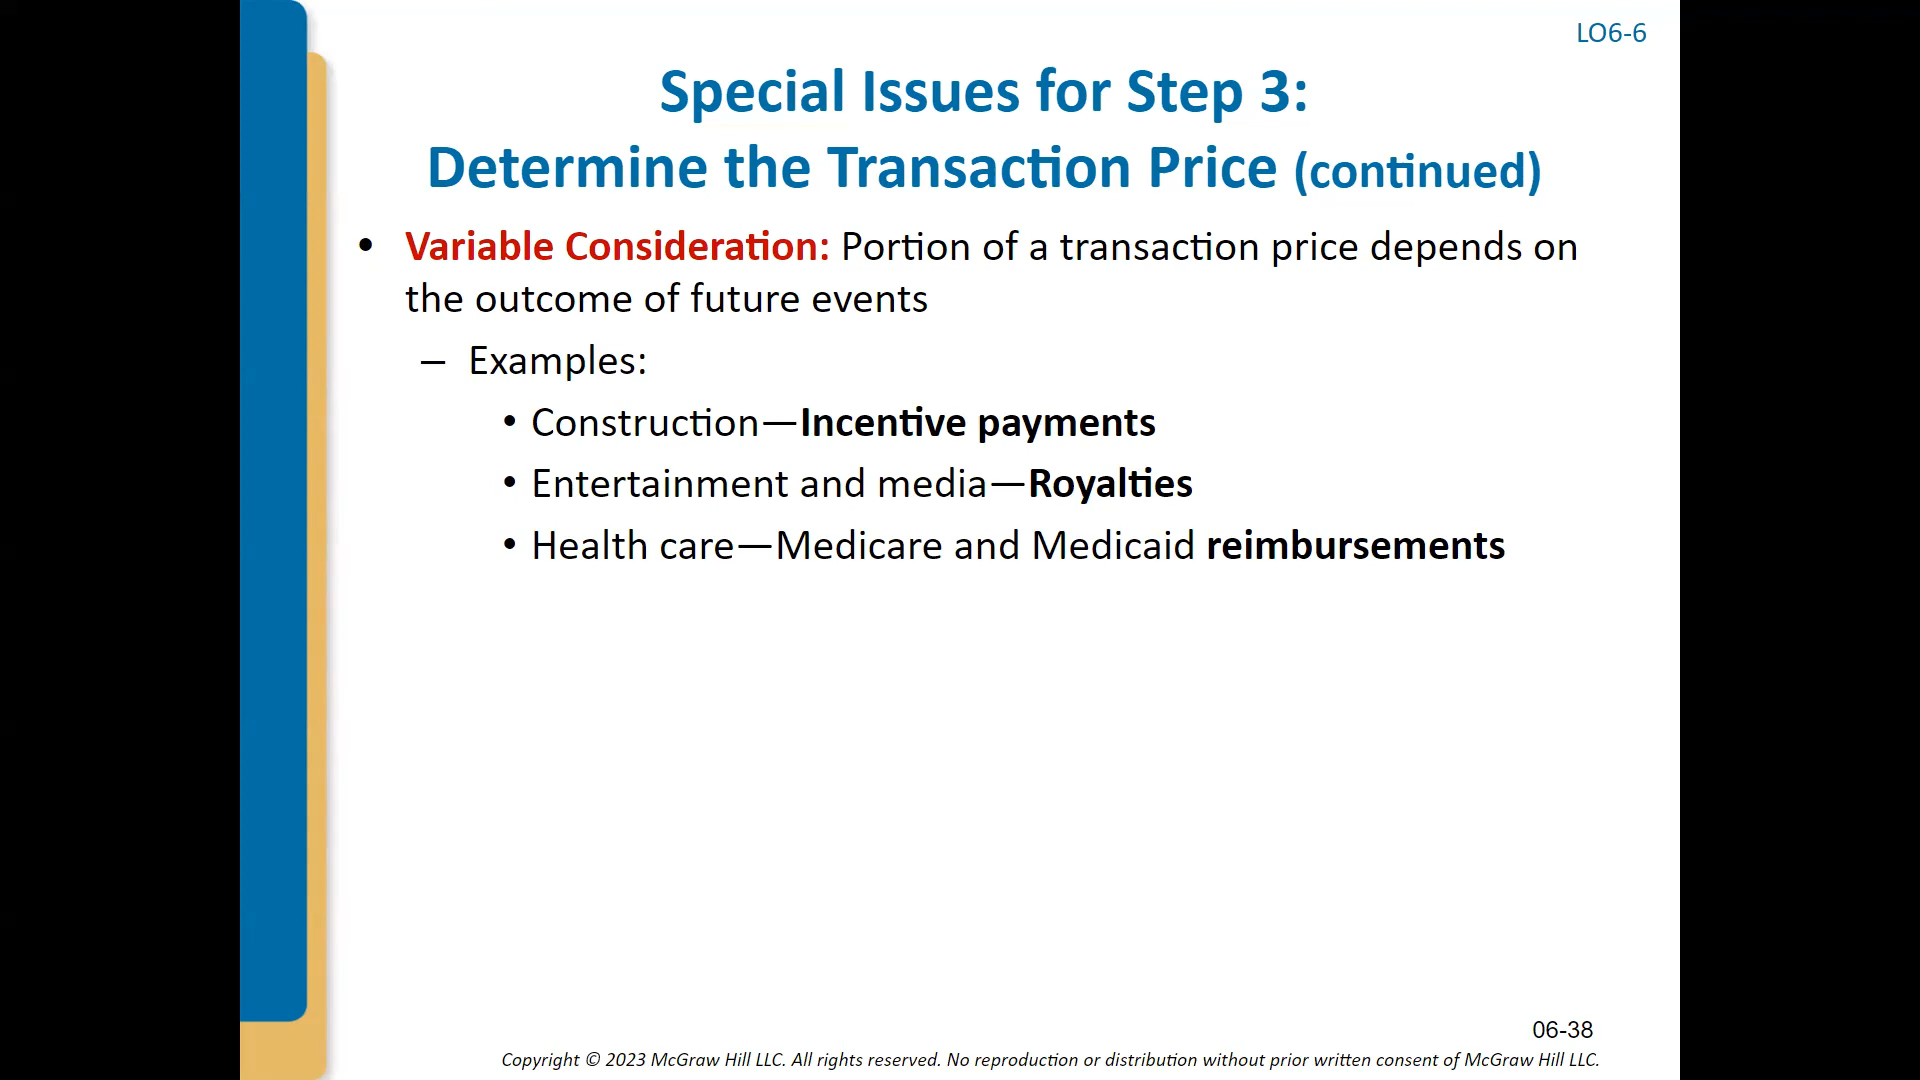 LO6-6
Special Issues for Step 3:
Determine the Transaction Price (continued)
• Variable Consideration: Portion of a transaction price depends on
the outcome of future events
– Examples:
• Construction—Incentive payments
• Entertainment and media—Royalties
• Health care—Medicare and Medicaid reimbursements
06-38
Copyright © 2023 McGraw Hill LLC. All rights reserved. No reproduction or distribution without prior written consent of McGraw Hill LLC.